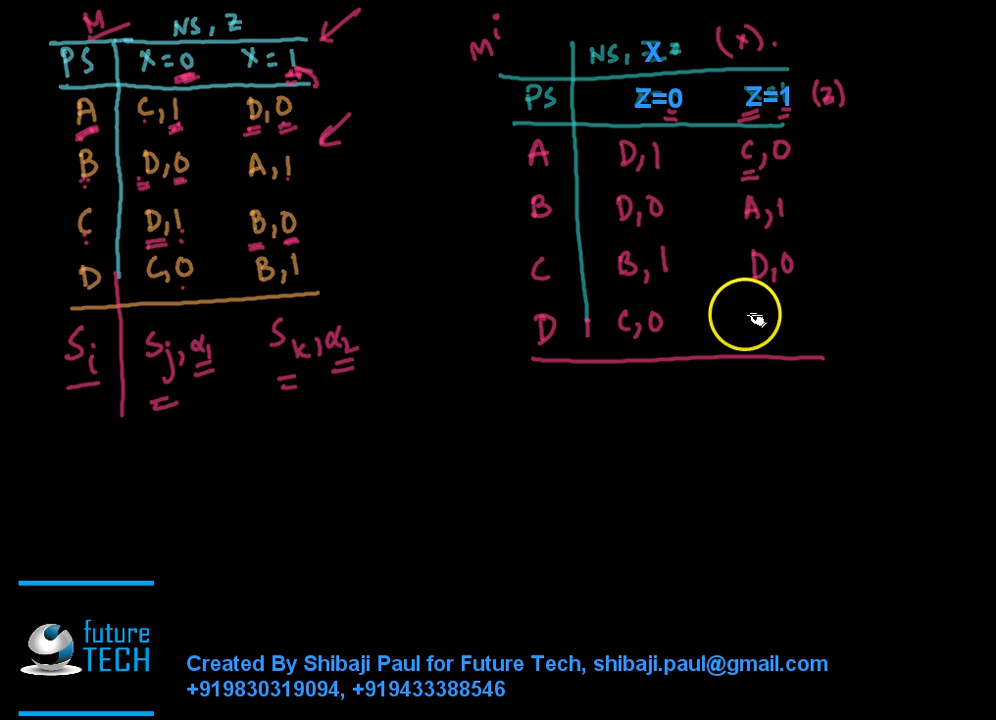 M
NS, Z
PS X=0 X=1
A C,1 D,0
B D,0 A,1
C D,1 B,0
D C,0 B,1
Si Sj,α1 Sk,α2
Mⁱ
NS, X (x).
PS Z=0 Z=1 (Z)
A D,1 C,0
B D,0 A,1
C B,1 D,0
D C,0
future
TECH
Created By Shibaji Paul for Future Tech, shibaji.paul@gmail.com
+919830319094, +919433388546